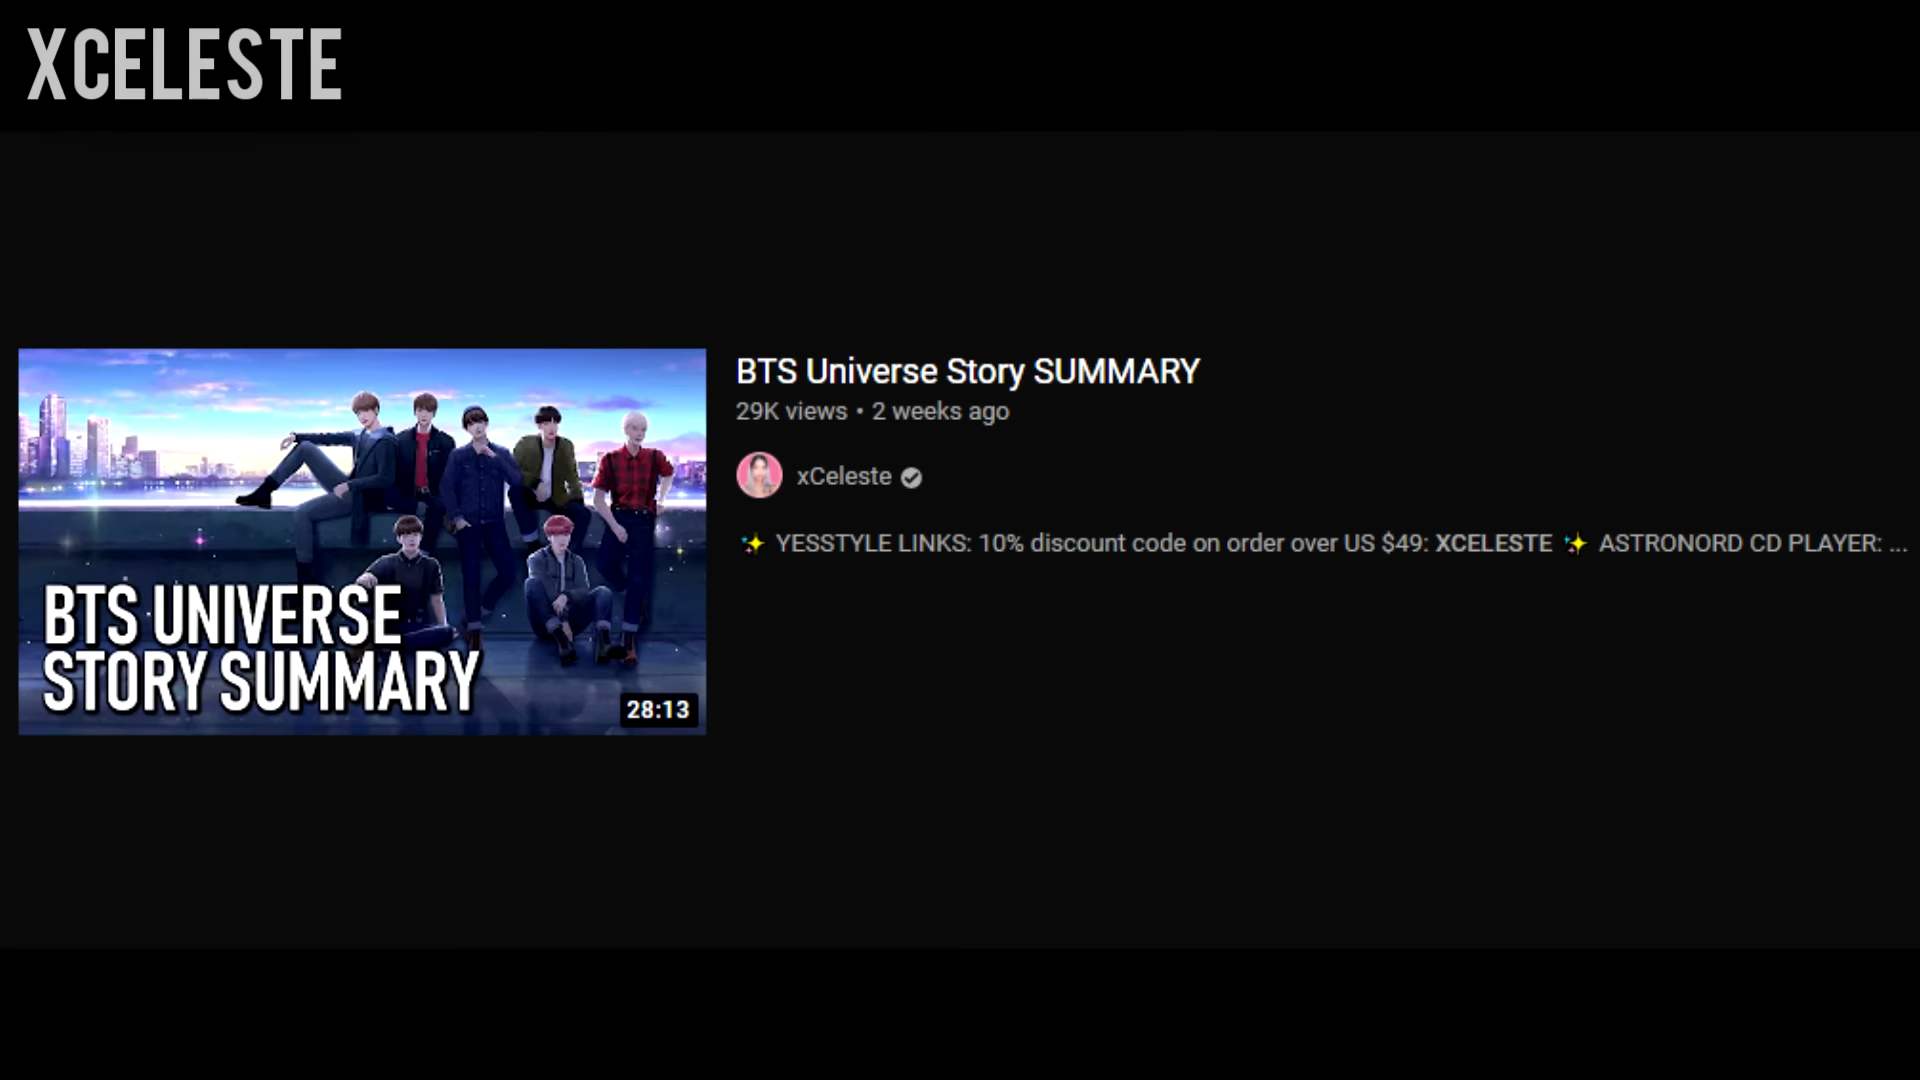 XCELESTE
BTS UNIVERSE
STORY SUMMARY
28:13
BTS Universe Story SUMMARY
29K views • 2 weeks ago
xCeleste
✨ YESSTYLE LINKS: 10% discount code on order over US $49: XCELESTE ✨ ASTRONORD CD PLAYER: ...